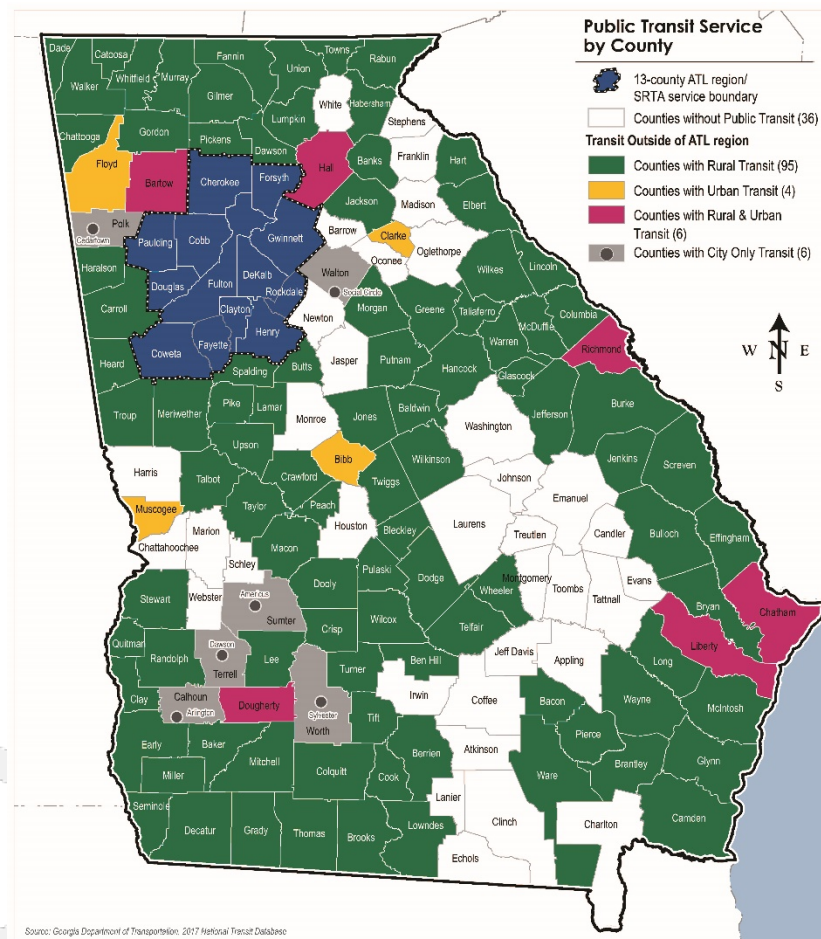 Public Transit Service
by County
13-county ATL region/
SRTA service boundary
Counties without Public Transit (36)
Transit Outside of ATL region
Counties with Rural Transit (95)
Counties with Urban Transit (4)
Counties with Rural & Urban
Transit (6)
Counties with City Only Transit (6)
N
W E
S
Dade
Catoosa
Whitfield
Murray
Fannin
Union
Towns
Rabun
Walker
Gilmer
White
Habersham
Lumpkin
Stephens
Chattooga
Gordon
Pickens
Dawson
Franklin
Banks
Hart
Floyd
Bartow
Cherokee
Forsyth
Hall
Jackson
Madison
Elbert
Polk
Cedartown
Paulding
Cobb
Gwinnett
Barrow
Clarke
Oglethorpe
Oconee
Haralson
Douglas
Fulton
DeKalb
Rockdale
Walton
Social Circle
Wilkes
Lincoln
Carroll
Clayton
Henry
Newton
Morgan
Greene
Taliaferro
McDuffie
Columbia
Heard
Coweta
Fayette
Spalding
Butts
Jasper
Putnam
Hancock
Warren
Glascock
Richmond
Troup
Meriwether
Pike
Lamar
Monroe
Jones
Baldwin
Washington
Jefferson
Burke
Upson
Harris
Talbot
Crawford
Bibb
Twiggs
Wilkinson
Johnson
Jenkins
Screven
Emanuel
Muscogee
Taylor
Peach
Houston
Bleckley
Laurens
Treutlen
Candler
Bulloch
Effingham
Chattahoochee
Marion
Schley
Macon
Pulaski
Dodge
Montgomery
Wheeler
Toombs
Tattnall
Evans
Stewart
Webster
Americus
Sumter
Dooly
Wilcox
Telfair
Bryan
Chatham
Liberty
Quitman
Randolph
Dawson
Terrell
Lee
Crisp
Turner
Ben Hill
Jeff Davis
Appling
Long
Clay
Calhoun
Arlington
Dougherty
Sylvester
Worth
Tift
Irwin
Coffee
Bacon
Wayne
McIntosh
Early
Baker
Miller
Mitchell
Colquitt
Cook
Berrien
Atkinson
Ware
Pierce
Brantley
Glynn
Seminole
Decatur
Grady
Thomas
Brooks
Lowndes
Lanier
Clinch
Echols
Charlton
Camden
Source: Georgia Department of Transportation, 2017 National Transit Database